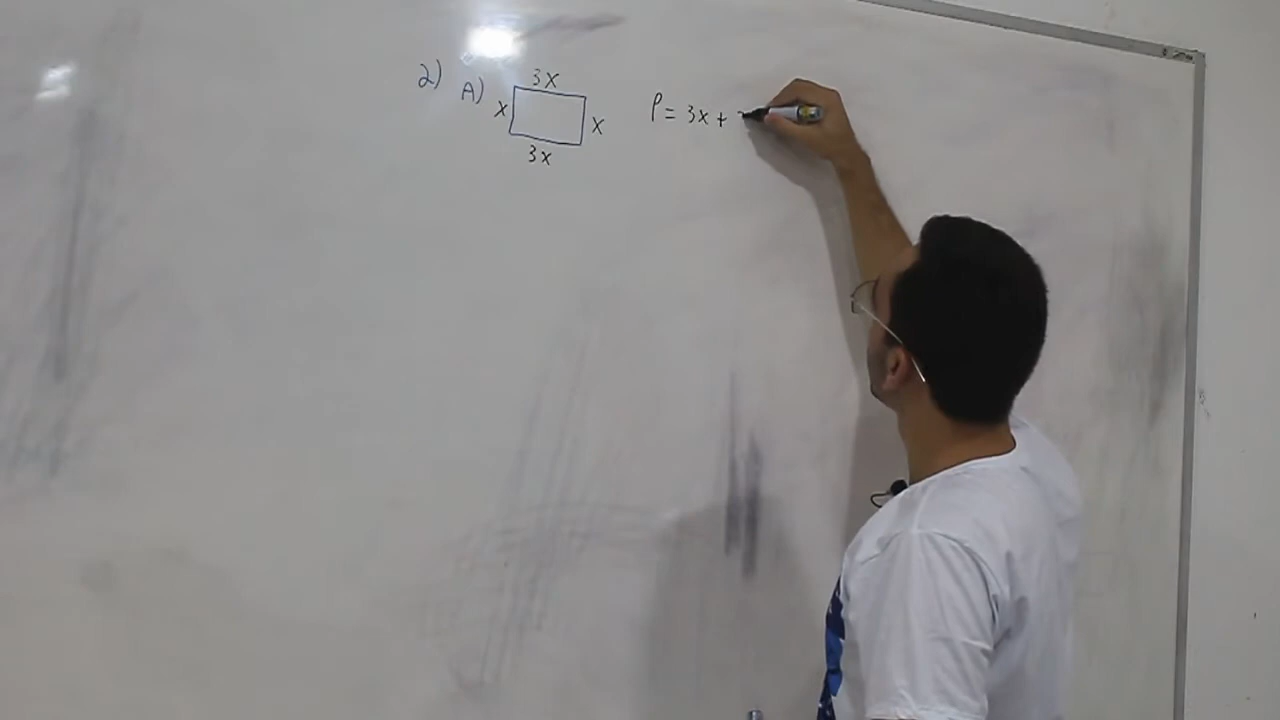 2) A) 3x
x x
3x
P = 3x +